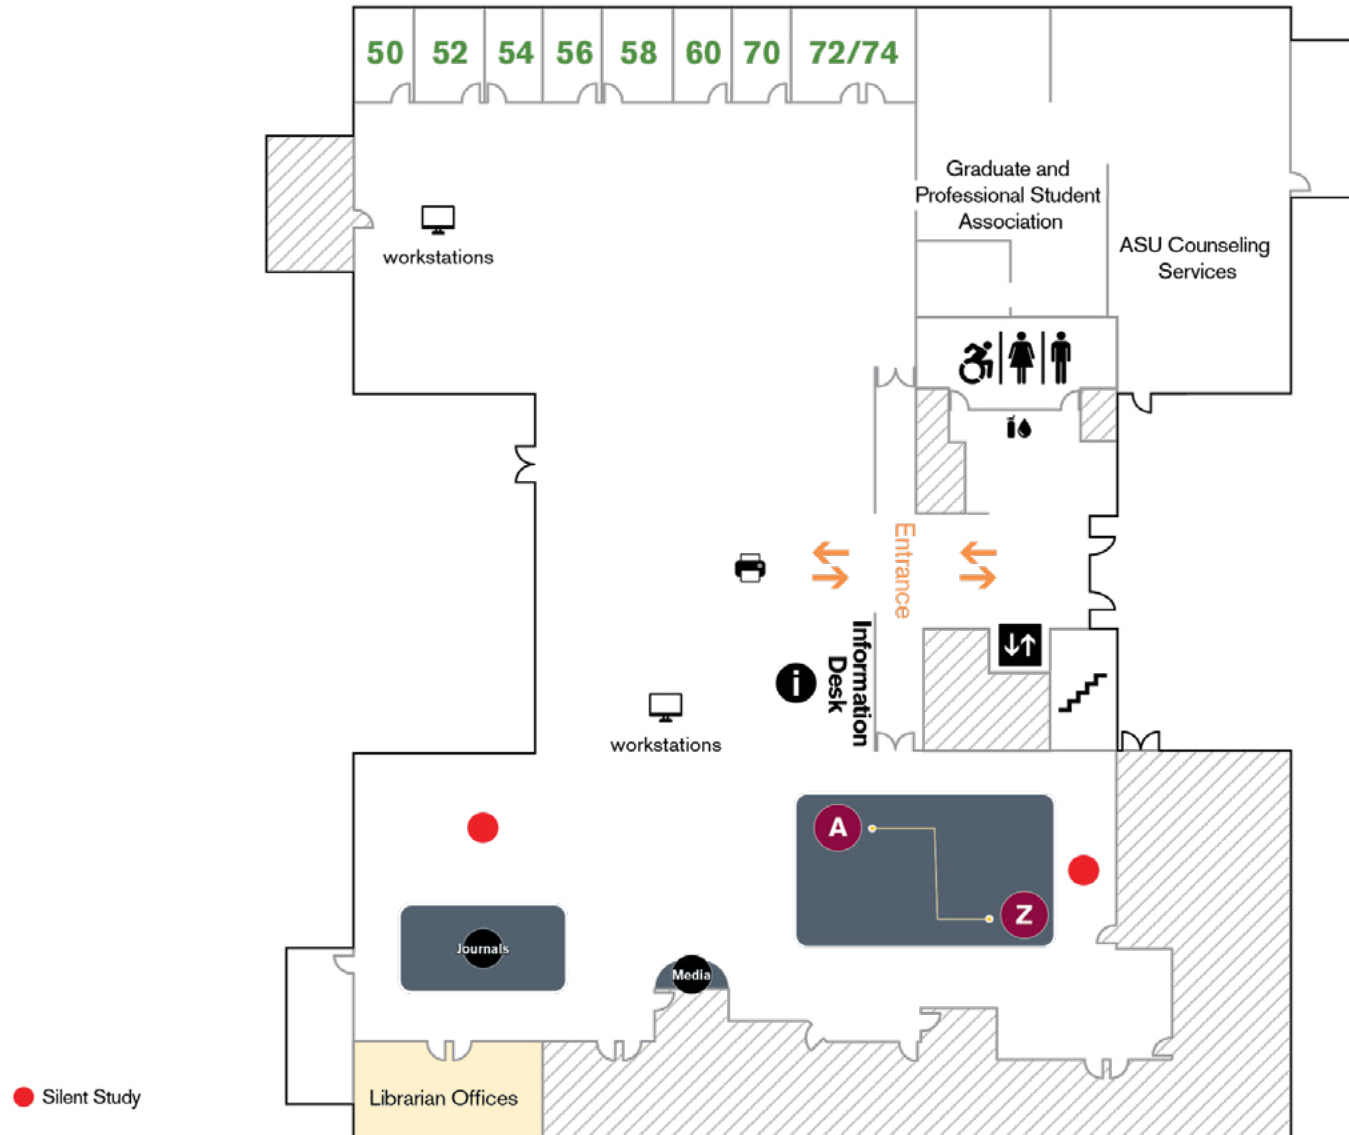 50 52 54 56 58 60 70 72/74
Graduate and
Professional Student
Association
ASU Counseling
Services
workstations
Entrance
Information
Desk
i
workstations
A
Z
Journals
Media
Librarian Offices
Silent Study